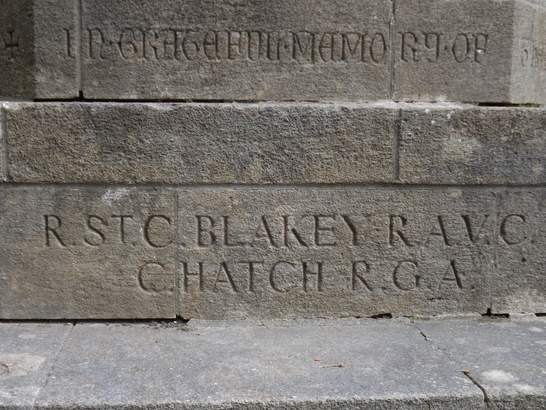 IN·GRATEFUL·MEMORY·OF
R.ST.C.BLAKEY R.A.V.C.
C.HATCH R.G.A.